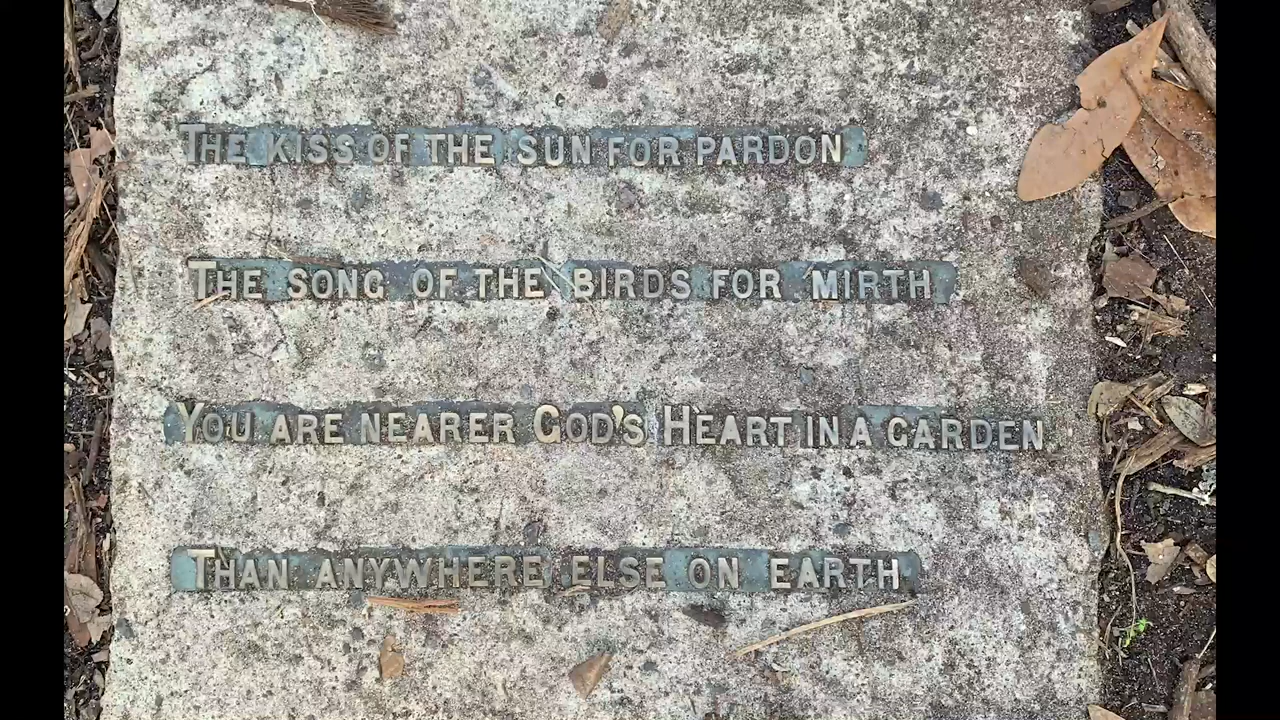 THE KISS OF THE SUN FOR PARDON
THE SONG OF THE BIRDS FOR MIRTH
YOU ARE NEARER GOD'S HEART IN A GARDEN
THAN ANYWHERE ELSE ON EARTH